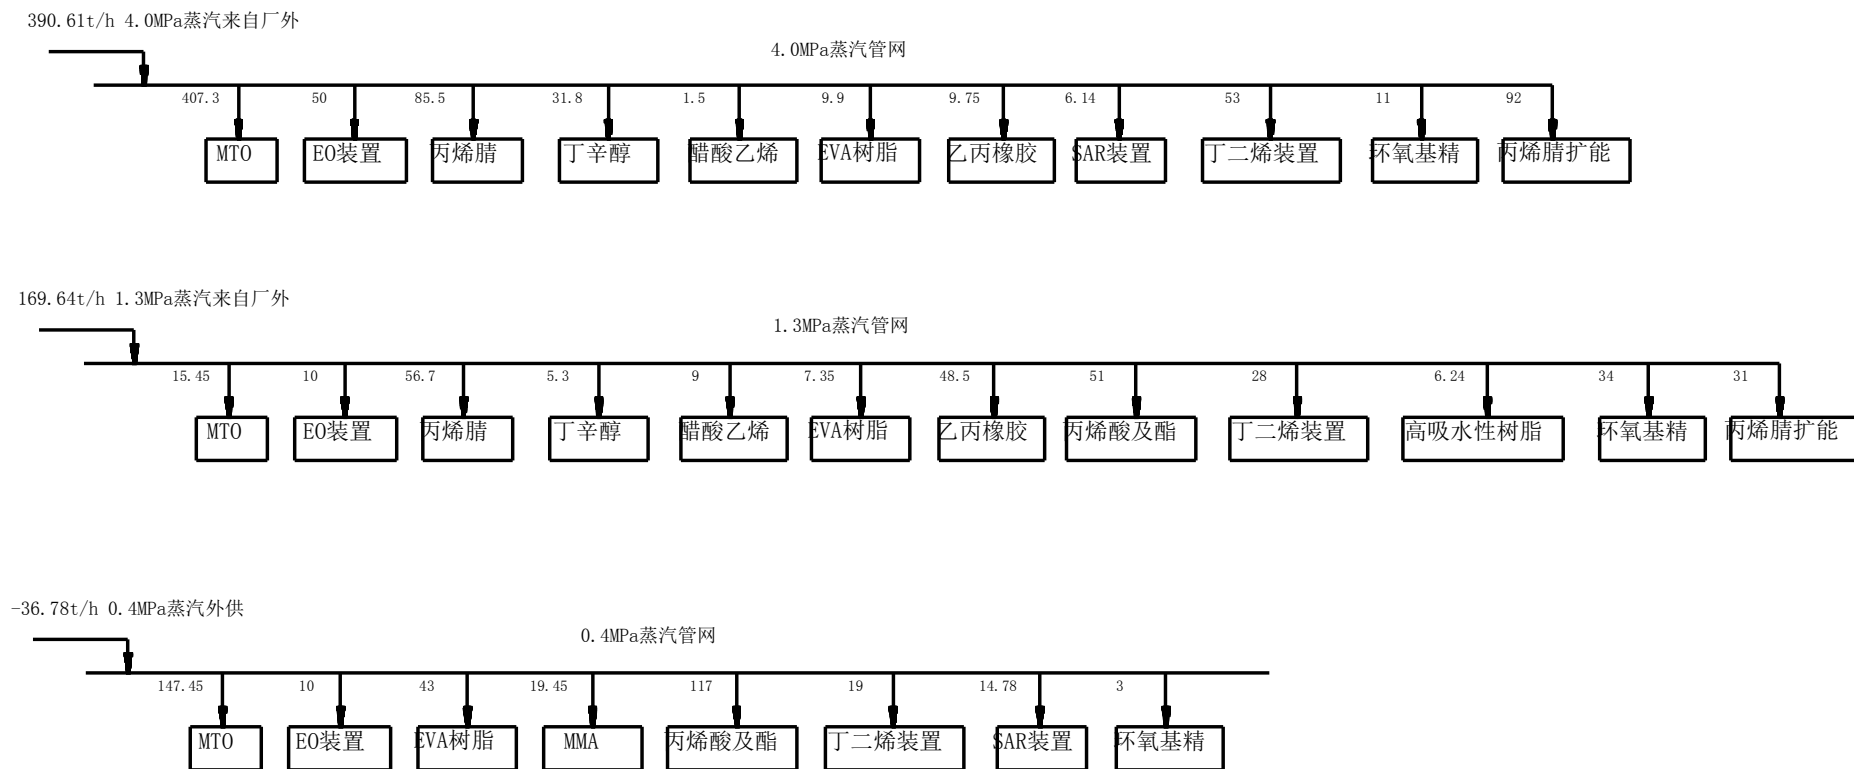 390.61t/h 4.0MPa蒸汽来自厂外
4.0MPa蒸汽管网
407.3 50 85.5 31.8 1.5 9.9 9.75 6.14 53 11 92
MTO EO装置 丙烯腈 丁辛醇 醋酸乙烯 EVA树脂 乙丙橡胶 SAR装置 丁二烯装置 环氧基精 丙烯腈扩能
169.64t/h 1.3MPa蒸汽来自厂外
1.3MPa蒸汽管网
15.45 10 56.7 5.3 9 7.35 48.5 51 28 6.24 34 31
MTO EO装置 丙烯腈 丁辛醇 醋酸乙烯 EVA树脂 乙丙橡胶 丙烯酸及酯 丁二烯装置 高吸水性树脂 环氧基精 丙烯腈扩能
-36.78t/h 0.4MPa蒸汽外供
0.4MPa蒸汽管网
147.45 10 43 19.45 117 19 14.78 3
MTO EO装置 EVA树脂 MMA 丙烯酸及酯 丁二烯装置 SAR装置 环氧基精